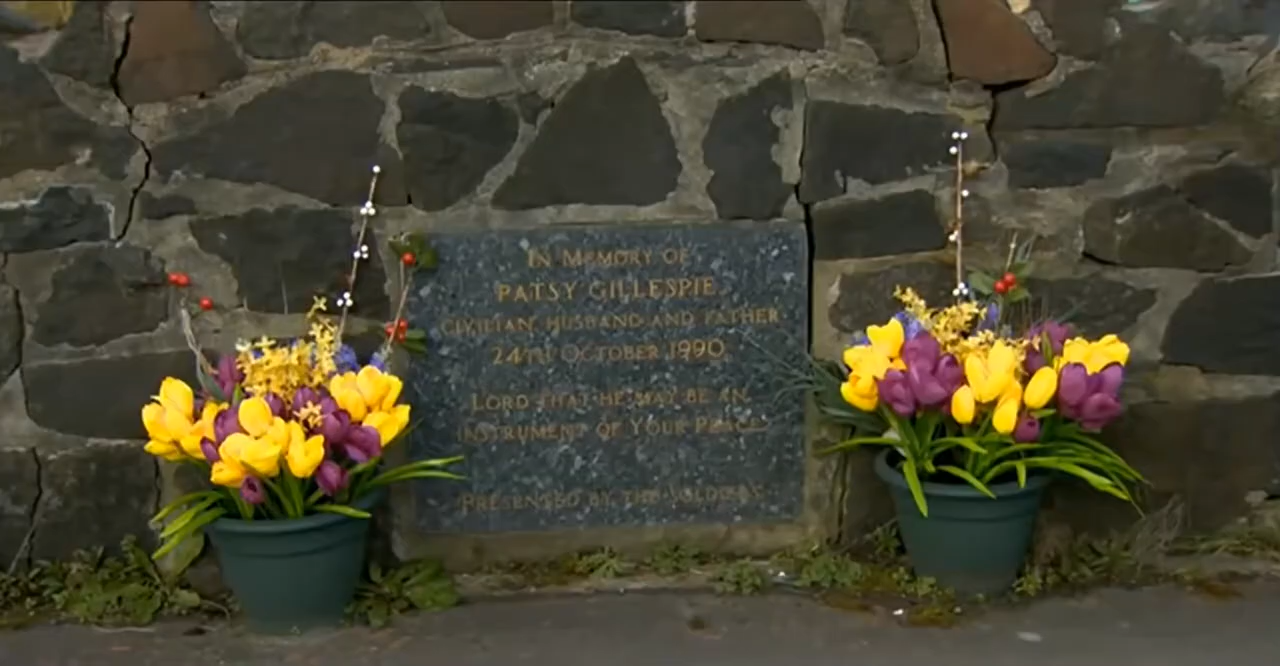 IN MEMORY OF
PATSY GILLESPIE
CIVILIAN, HUSBAND AND FATHER
24TH OCTOBER 1990
LORD THAT HE MAY BE AN
INSTRUMENT OF YOUR PEACE
PRESENTED BY THE SOLDIERS